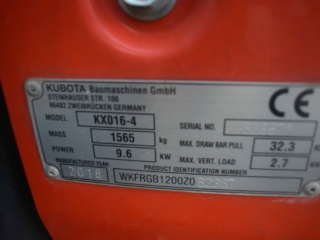 KUBOTA Baumaschinen GmbH
STEINHAUSER STR. 100
66482 ZWEIBRÜCKEN GERMANY
CE
MODEL KX016-4 SERIAL NO.
MASS 1565 kg MAX. DRAW BAR PULL 32.3
POWER 9.6 KW MAX. VERT. LOAD 2.7
MANUFACTURED YEAR PRODUCT IDENTIFICATION NUMBER
2018 WKFRGB1200Z0